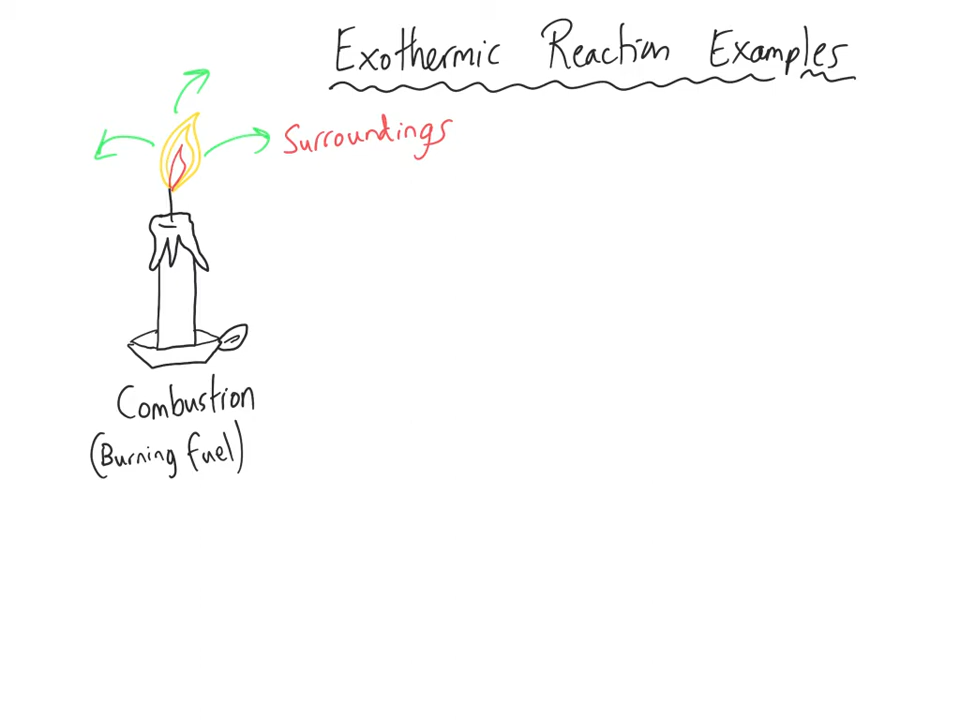 Exothermic Reaction Examples
Surroundings
Combustion
(Burning fuel)